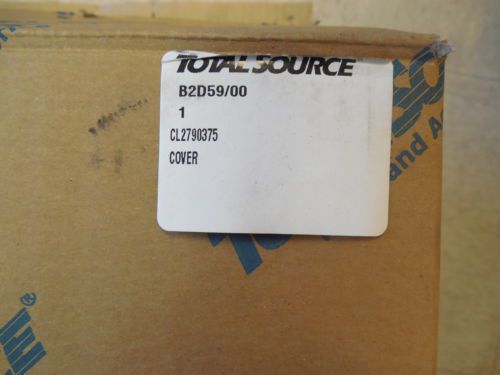 TOTAL SOURCE
B2D59/00
1
CL2790375
COVER
and